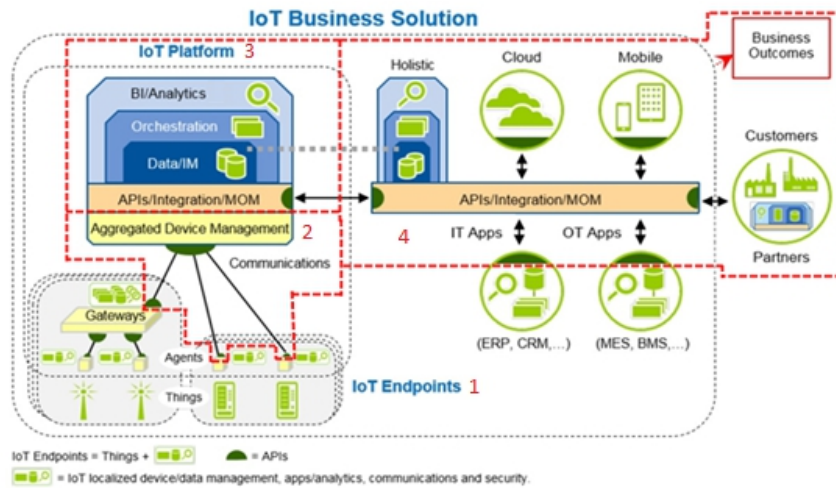 IoT Business Solution
IoT Platform 3
Business
Outcomes
Holistic
Cloud
Mobile
BI/Analytics
Orchestration
Data/IM
Customers
APIs/Integration/MOM
APIs/Integration/MOM
Aggregated Device Management 2
4
IT Apps
OT Apps
Partners
Communications
Gateways
(ERP, CRM,...)
(MES, BMS,...)
Agents
Things
IoT Endpoints 1
IoT Endpoints = Things +
= APIs
= IoT localized device/data management, apps/analytics, communications and security.